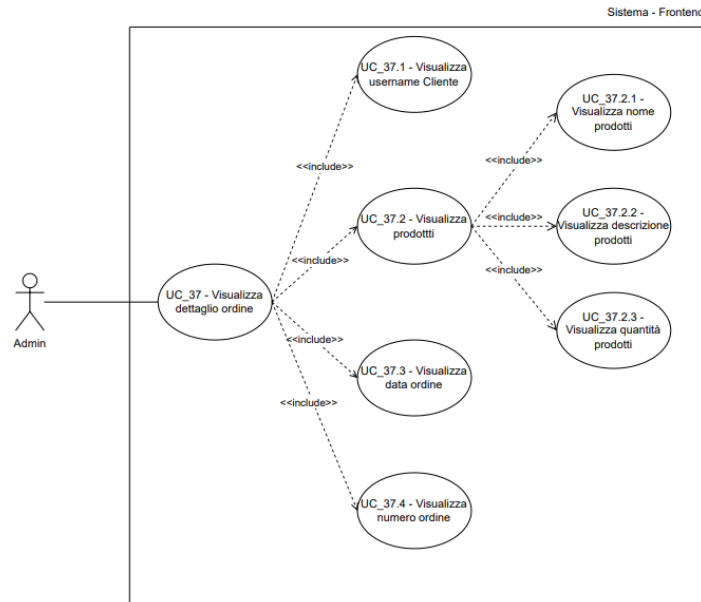 Sistema - Frontend
UC_37.1 - Visualizza
username Cliente
UC_37.2.1 -
Visualizza nome
prodotti
<<include>>
<<include>>
UC_37.2 - Visualizza
prodottti
<<include>>
UC_37.2.2 -
Visualizza descrizione
prodotti
<<include>>
<<include>>
UC_37 - Visualizza
dettaglio ordine
Admin
UC_37.2.3 -
Visualizza quantità
prodotti
<<include>>
UC_37.3 - Visualizza
data ordine
<<include>>
UC_37.4 - Visualizza
numero ordine